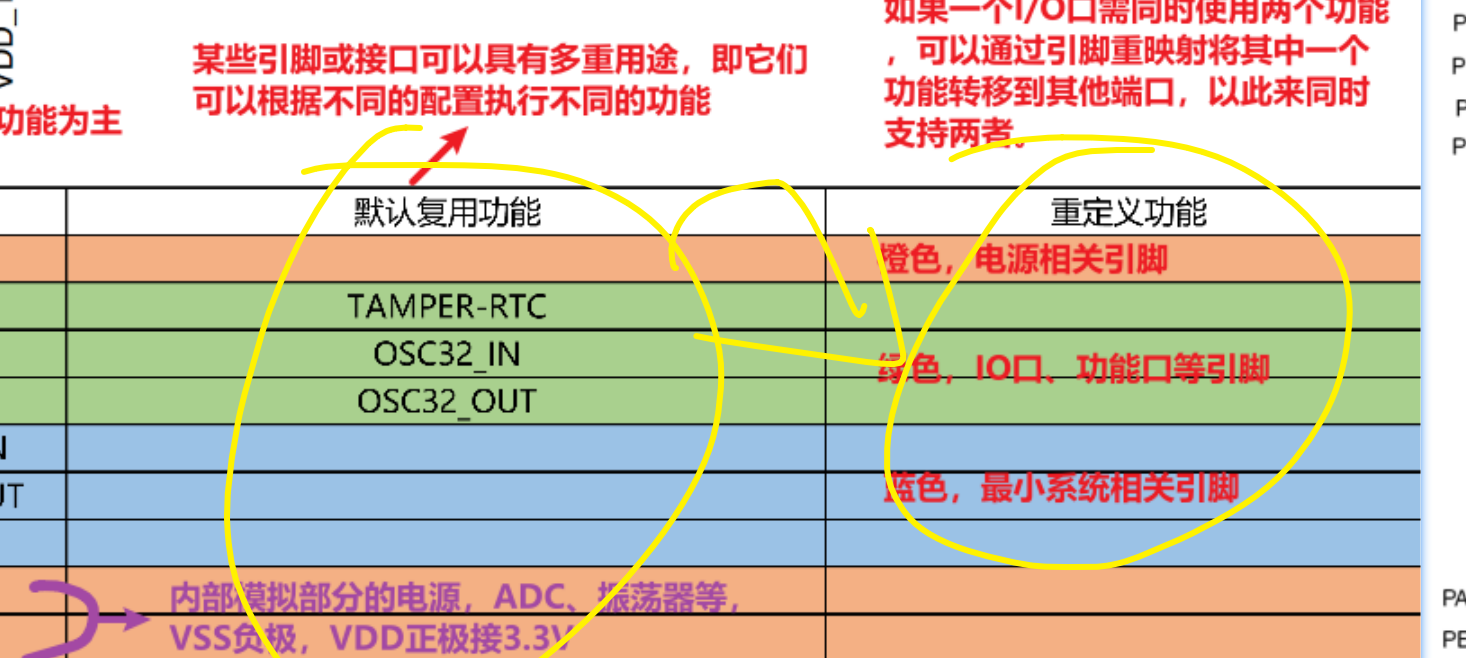 VDD_
如果一个I/O口需同时使用两个功能
，可以通过引脚重映射将其中一个
功能转移到其他端口，以此来同时
支持两者。
某些引脚或接口可以具有多重用途，即它们
可以根据不同的配置执行不同的功能
功能为主
P
P
P
P
默认复用功能
重定义功能
橙色，电源相关引脚
TAMPER-RTC
OSC32_IN
绿色，IO口、功能口等引脚
OSC32_OUT
N
UT
蓝色，最小系统相关引脚
内部模拟部分的电源，ADC、振荡器等，
VSS负极，VDD正极接3.3V
PA
PE